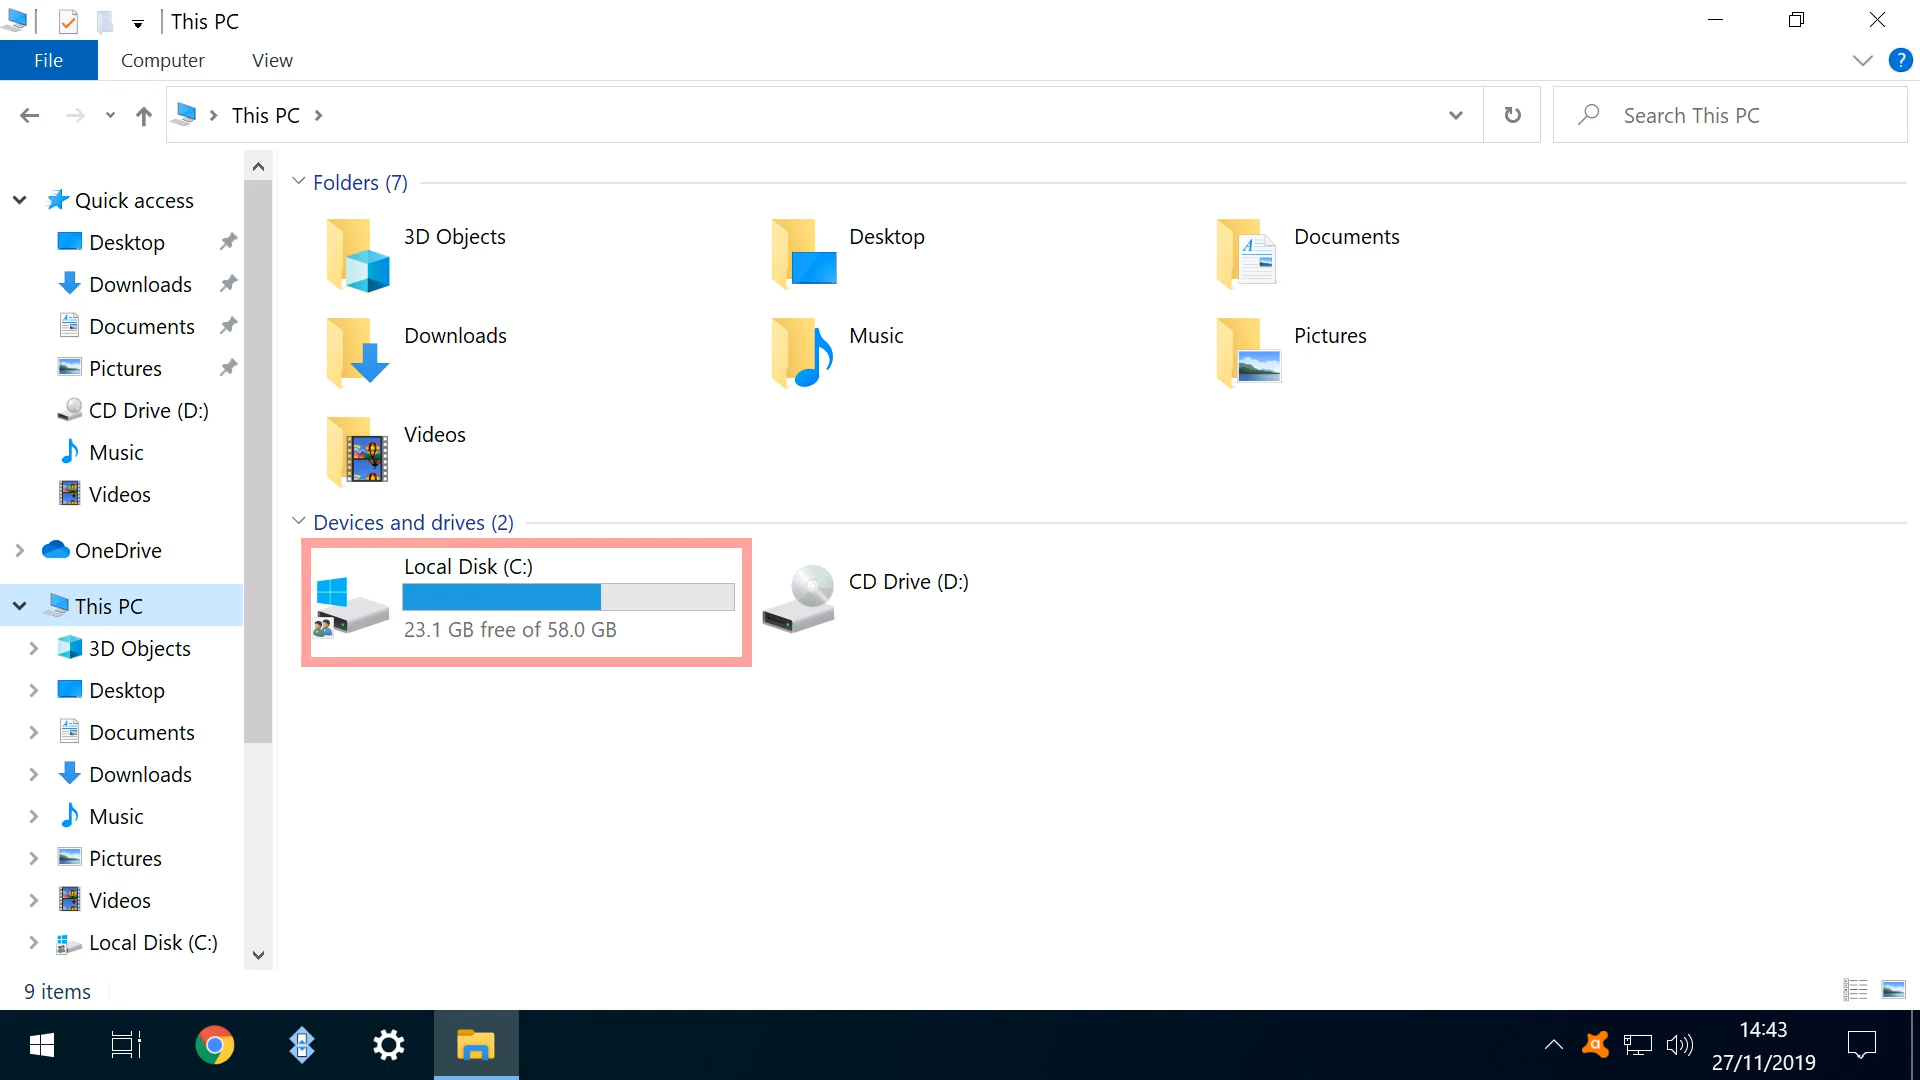 This PC
File Computer View
?
This PC
Search This PC
Quick access
Desktop
Downloads
Documents
Pictures
CD Drive (D:)
Music
Videos
OneDrive
This PC
3D Objects
Desktop
Documents
Downloads
Music
Pictures
Videos
Local Disk (C:)
Folders (7)
3D Objects
Desktop
Documents
Downloads
Music
Pictures
Videos
Devices and drives (2)
Local Disk (C:)
23.1 GB free of 58.0 GB
CD Drive (D:)
9 items
14:43
27/11/2019